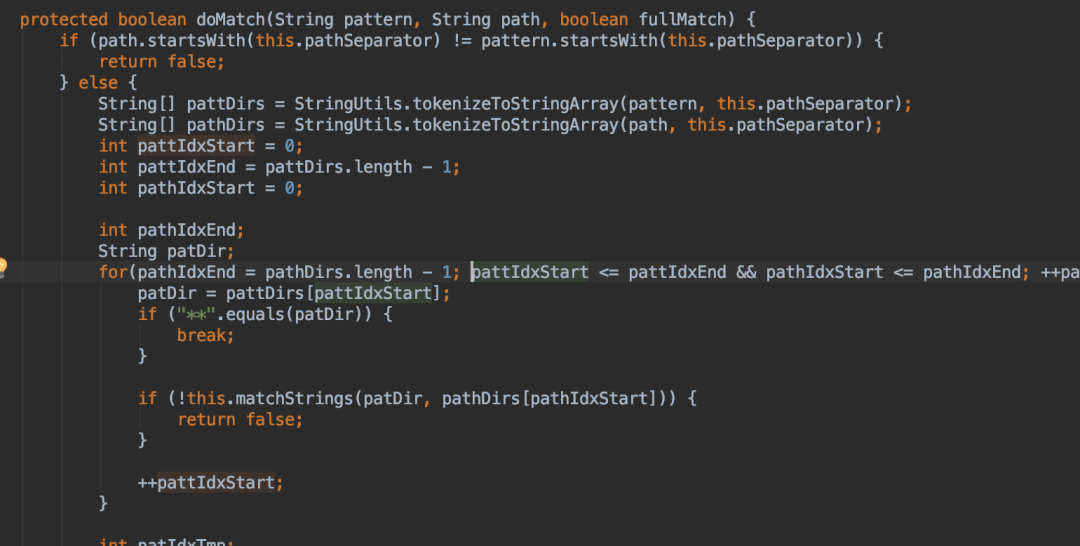 protected boolean doMatch(String pattern, String path, boolean fullMatch) {
if (path.startsWith(this.pathSeparator) != pattern.startsWith(this.pathSeparator)) {
return false;
} else {
String[] pattDirs = StringUtils.tokenizeToStringArray(pattern, this.pathSeparator);
String[] pathDirs = StringUtils.tokenizeToStringArray(path, this.pathSeparator);
int pattIdxStart = 0;
int pattIdxEnd = pattDirs.length - 1;
int pathIdxStart = 0;
int pathIdxEnd;
String patDir;
for(pathIdxEnd = pathDirs.length - 1; pattIdxStart <= pattIdxEnd && pathIdxStart <= pathIdxEnd; ++pa
patDir = pattDirs[pattIdxStart];
if ("**".equals(patDir)) {
break;
}
if (!this.matchStrings(patDir, pathDirs[pathIdxStart])) {
return false;
}
++pattIdxStart;
}
int patIdxTmp;